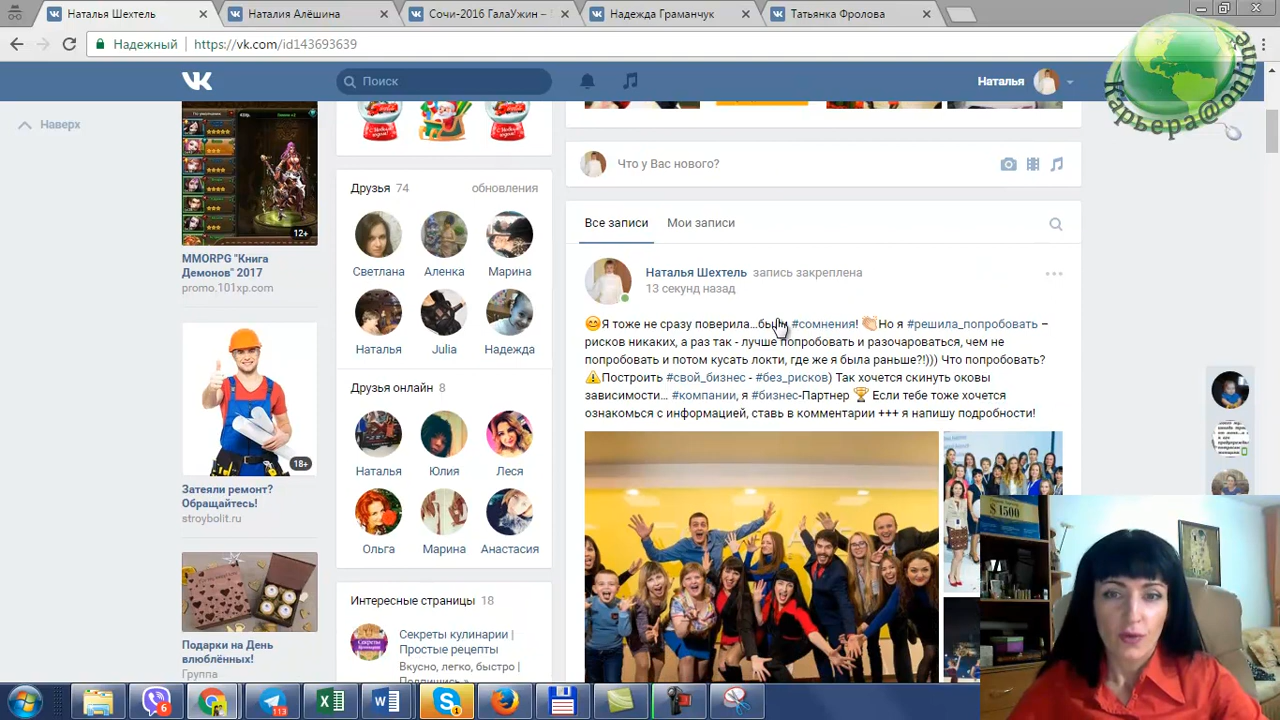 Наталья Шехтель
Наталия Алёшина
Сочи-2016 ГалаУжин –
Надежда Граманчук
Татьянка Фролова
Надежный
https://vk.com/id143693639
Карьера@online
Поиск
Наталья
Наверх
12+
MMORPG "Книга
Демонов" 2017
promo.101xp.com
18+
Затеяли ремонт?
Обращайтесь!
stroybolit.ru
Подарки на День
влюблённых!
Группа
Друзья 74
обновления
Светлана
Аленка
Марина
Наталья
Julia
Надежда
Друзья онлайн 8
Наталья
Юлия
Леся
Ольга
Марина
Анастасия
Интересные страницы 18
Секреты кулинарии |
Простые рецепты
Вкусно, легко, быстро |
Подпишись »
Что у Вас нового?
Все записи
Мои записи
Наталья Шехтель запись закреплена
13 секунд назад
😊Я тоже не сразу поверила...были #сомнения! 👏Но я #решила_попробовать –
рисков никаких, а раз так - лучше попробовать и разочароваться, чем не
попробовать и потом кусать локти, где же я была раньше?!))) Что попробовать?
⚠Построить #свой_бизнес - #без_рисков) Так хочется скинуть оковы
зависимости... #компании, я #бизнес-Партнер 🏆 Если тебе тоже хочется
ознакомься с информацией, ставь в комментарии +++ я напишу подробности!
$ 1500
6
113
1